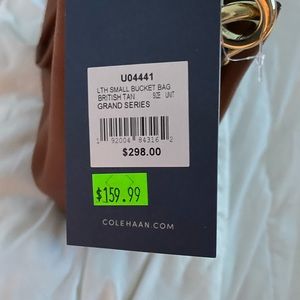 U04441
LTH SMALL BUCKET BAG
BRITISH TAN SIZE UNIT
GRAND SERIES
1 92004 84316 2
$298.00
$159.99
COLEHAAN.COM